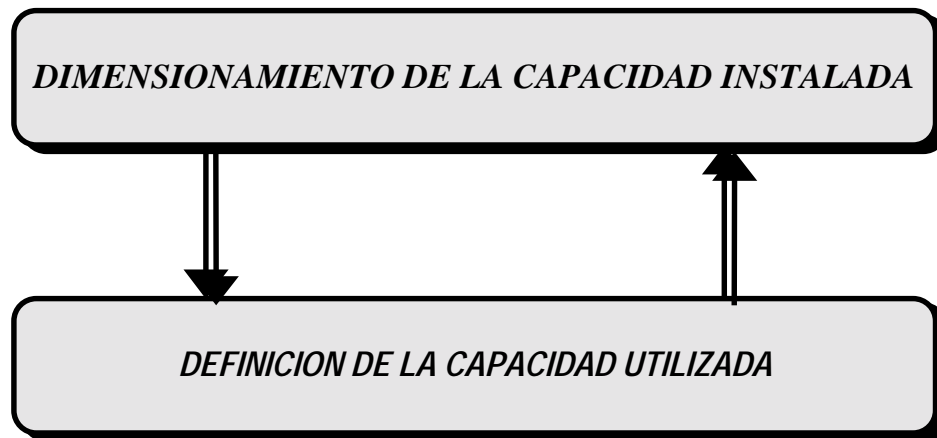 DIMENSIONAMIENTO DE LA CAPACIDAD INSTALADA
DEFINICION DE LA CAPACIDAD UTILIZADA